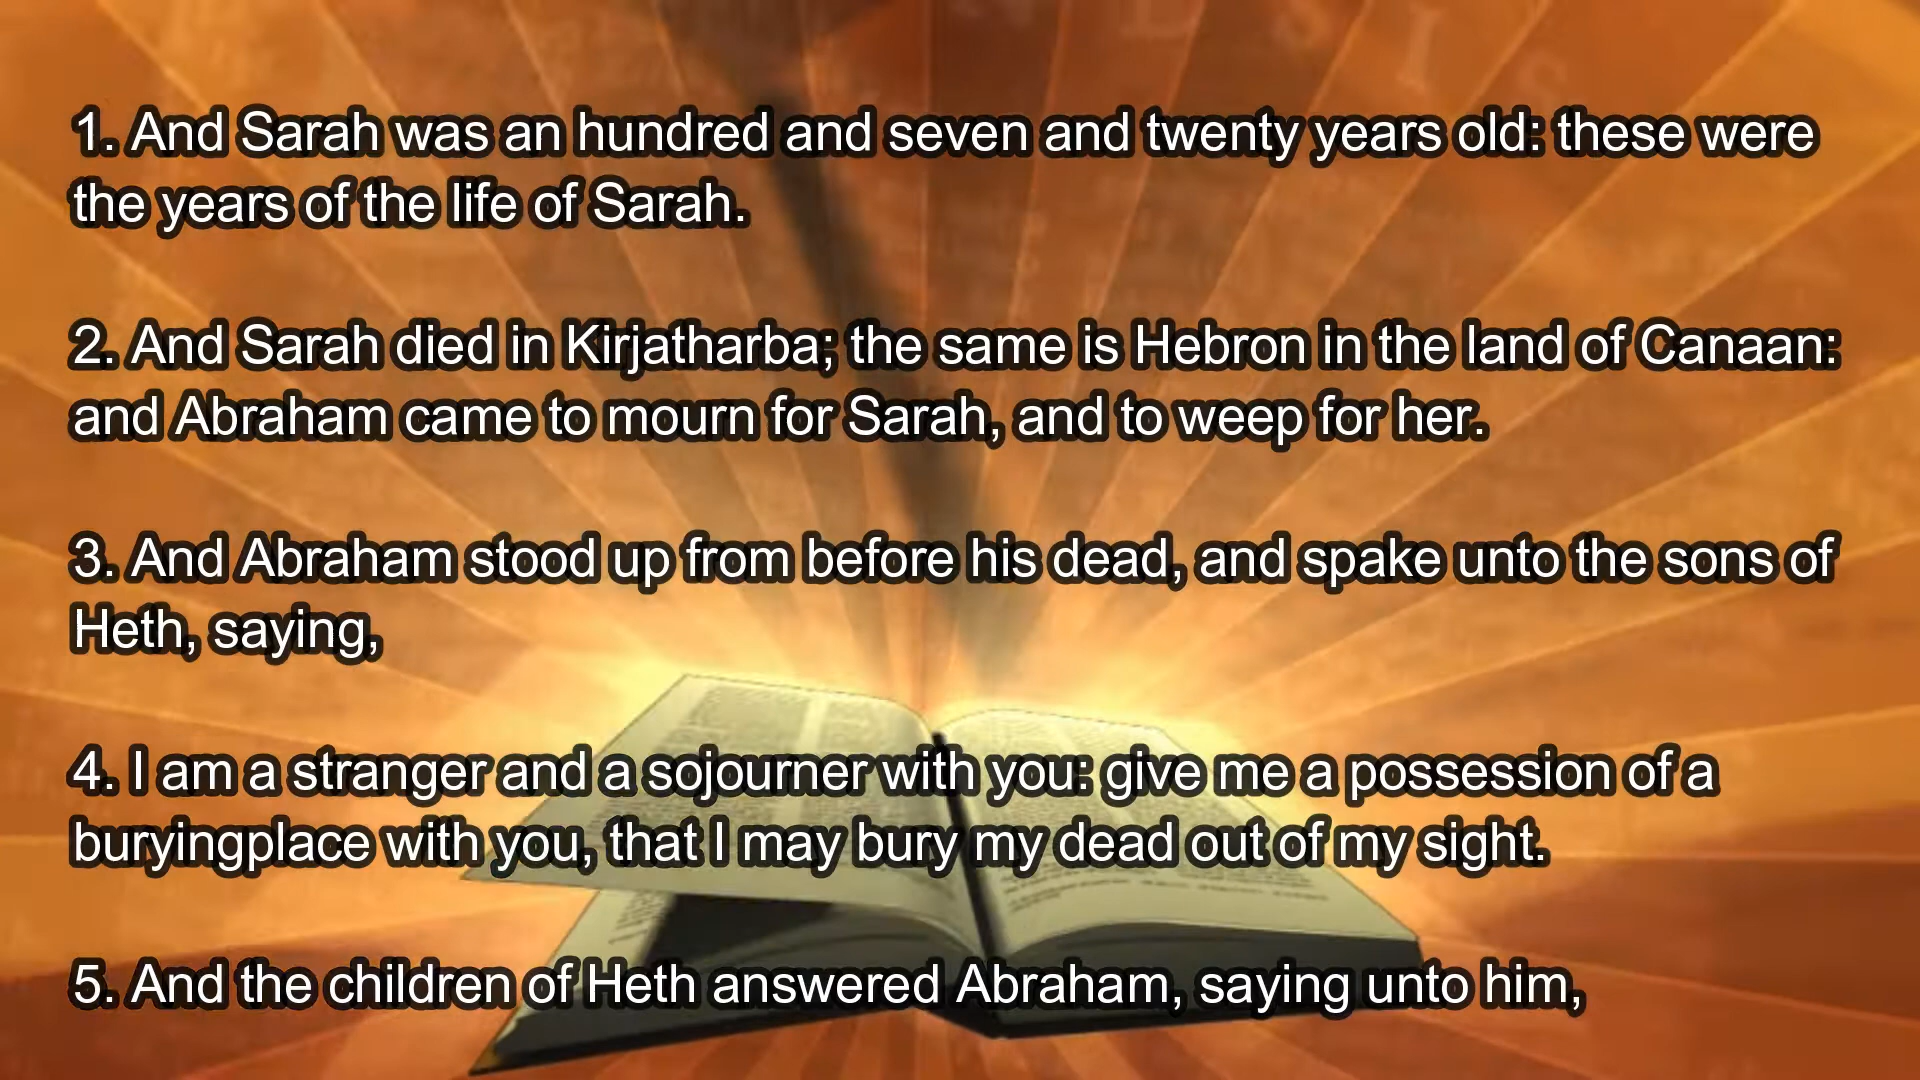 1. And Sarah was an hundred and seven and twenty years old: these were
the years of the life of Sarah.
2. And Sarah died in Kirjatharba; the same is Hebron in the land of Canaan:
and Abraham came to mourn for Sarah, and to weep for her.
3. And Abraham stood up from before his dead, and spake unto the sons of
Heth, saying,
4. I am a stranger and a sojourner with you: give me a possession of a
buryingplace with you, that I may bury my dead out of my sight.
5. And the children of Heth answered Abraham, saying unto him,